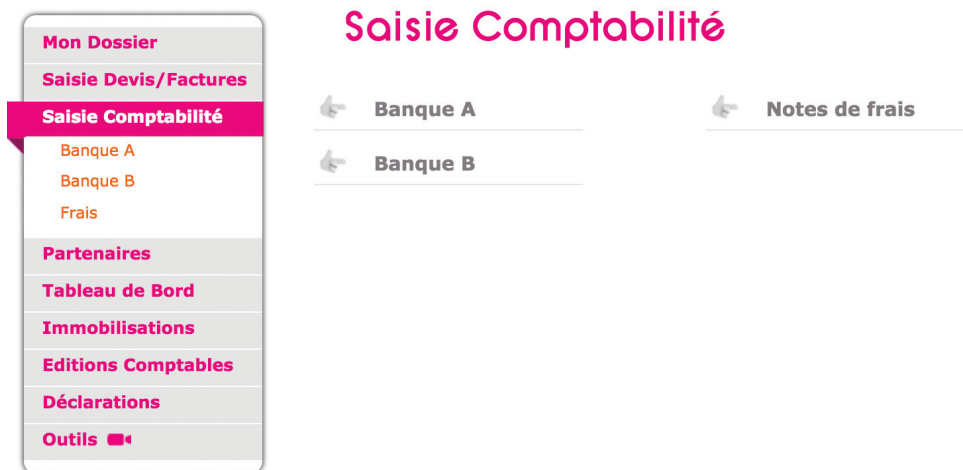 Mon Dossier
Saisie Devis/Factures
Saisie Comptabilité
Banque A
Banque B
Frais
Partenaires
Tableau de Bord
Immobilisations
Editions Comptables
Déclarations
Outils
Saisie Comptabilité
Banque A
Banque B
Notes de frais